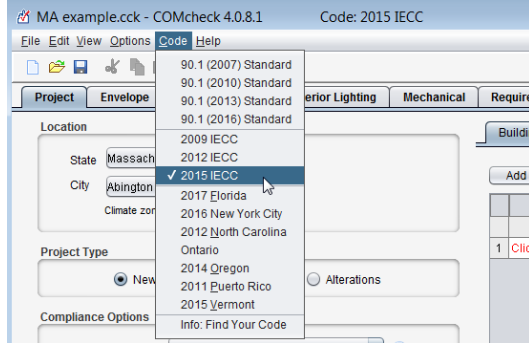 MA example.cck - COMcheck 4.0.8.1 Code: 2015 IECC
File Edit View Options Code Help
90.1 (2007) Standard
90.1 (2010) Standard
90.1 (2013) Standard
90.1 (2016) Standard
2009 IECC
2012 IECC
✓ 2015 IECC
2017 Florida
2016 New York City
2012 North Carolina
Ontario
2014 Oregon
2011 Puerto Rico
2015 Vermont
Info: Find Your Code
Project Envelope erior Lighting Mechanical Require
Location
State Massach
City Abington
Climate zon
Project Type
New Alterations
Compliance Options
Buildi
Add
1 Clic